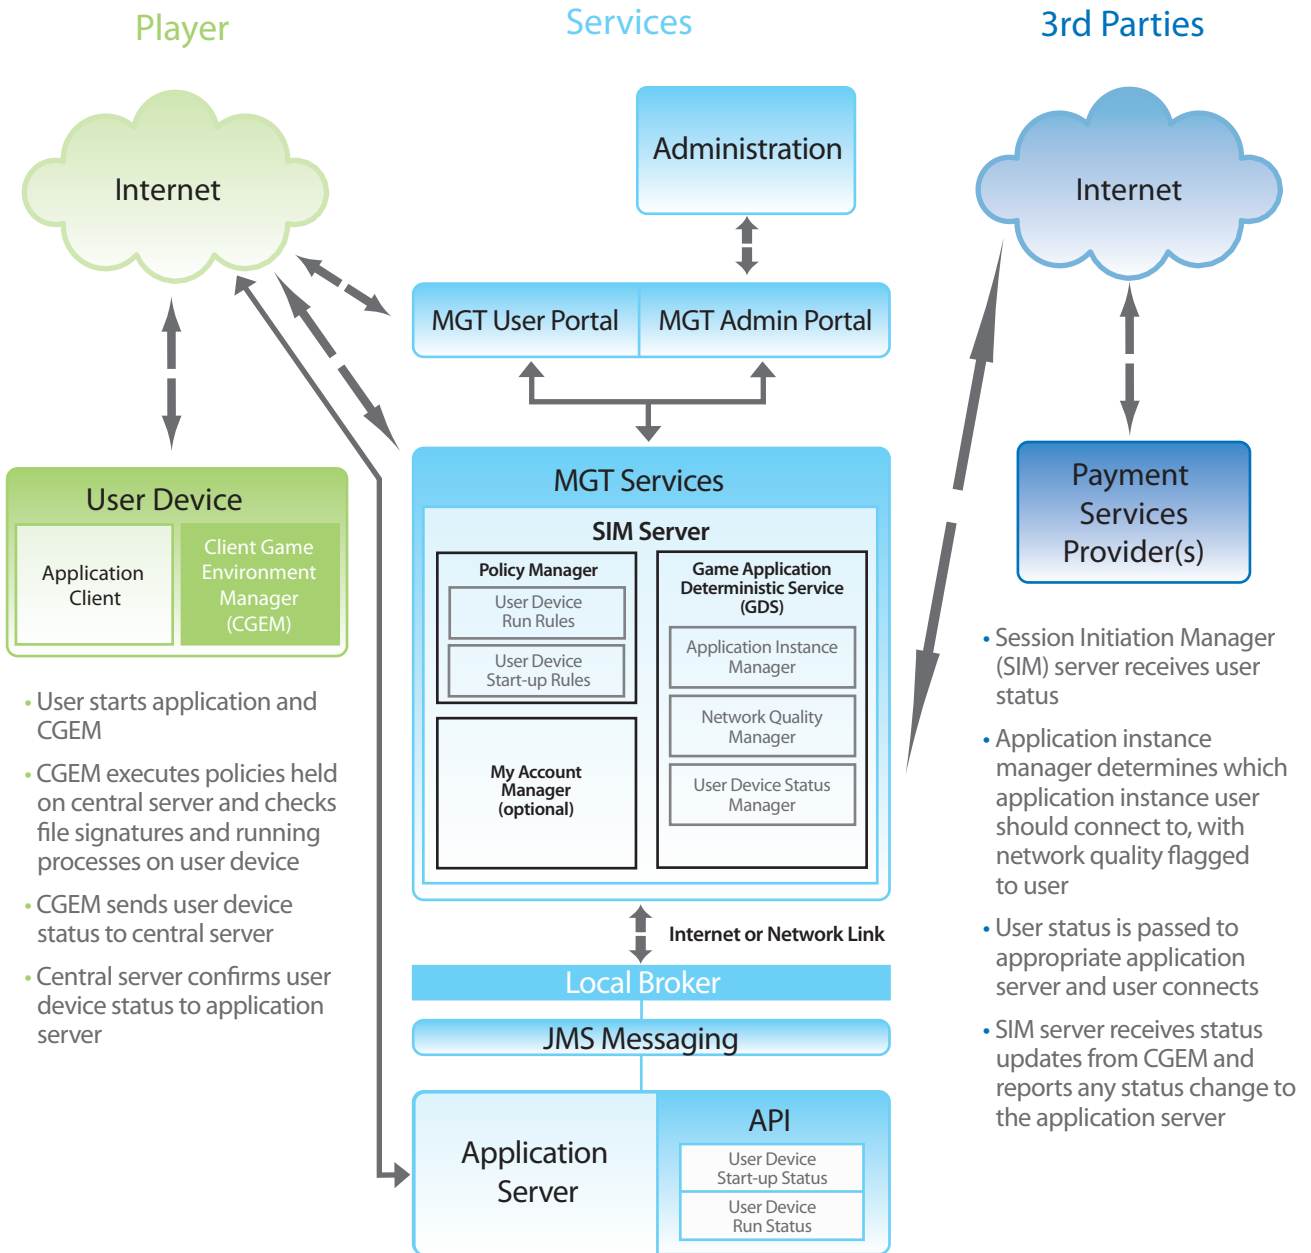 Player
Services
3rd Parties
Internet
Administration
Internet
MGT User Portal
MGT Admin Portal
User Device
Application
Client
Client Game
Environment
Manager
(CGEM)
MGT Services
SIM Server
Policy Manager
User Device
Run Rules
User Device
Start-up Rules
My Account
Manager
(optional)
Game Application
Deterministic Service
(GDS)
Application Instance
Manager
Network Quality
Manager
User Device Status
Manager
Payment
Services
Provider(s)
• User starts application and
CGEM
• CGEM executes policies held
on central server and checks
file signatures and running
processes on user device
• CGEM sends user device
status to central server
• Central server confirms user
device status to application
server
Internet or Network Link
Local Broker
JMS Messaging
Application
Server
API
User Device
Start-up Status
User Device
Run Status
• Session Initiation Manager
(SIM) server receives user
status
• Application instance
manager determines which
application instance user
should connect to, with
network quality flagged
to user
• User status is passed to
appropriate application
server and user connects
• SIM server receives status
updates from CGEM and
reports any status change to
the application server